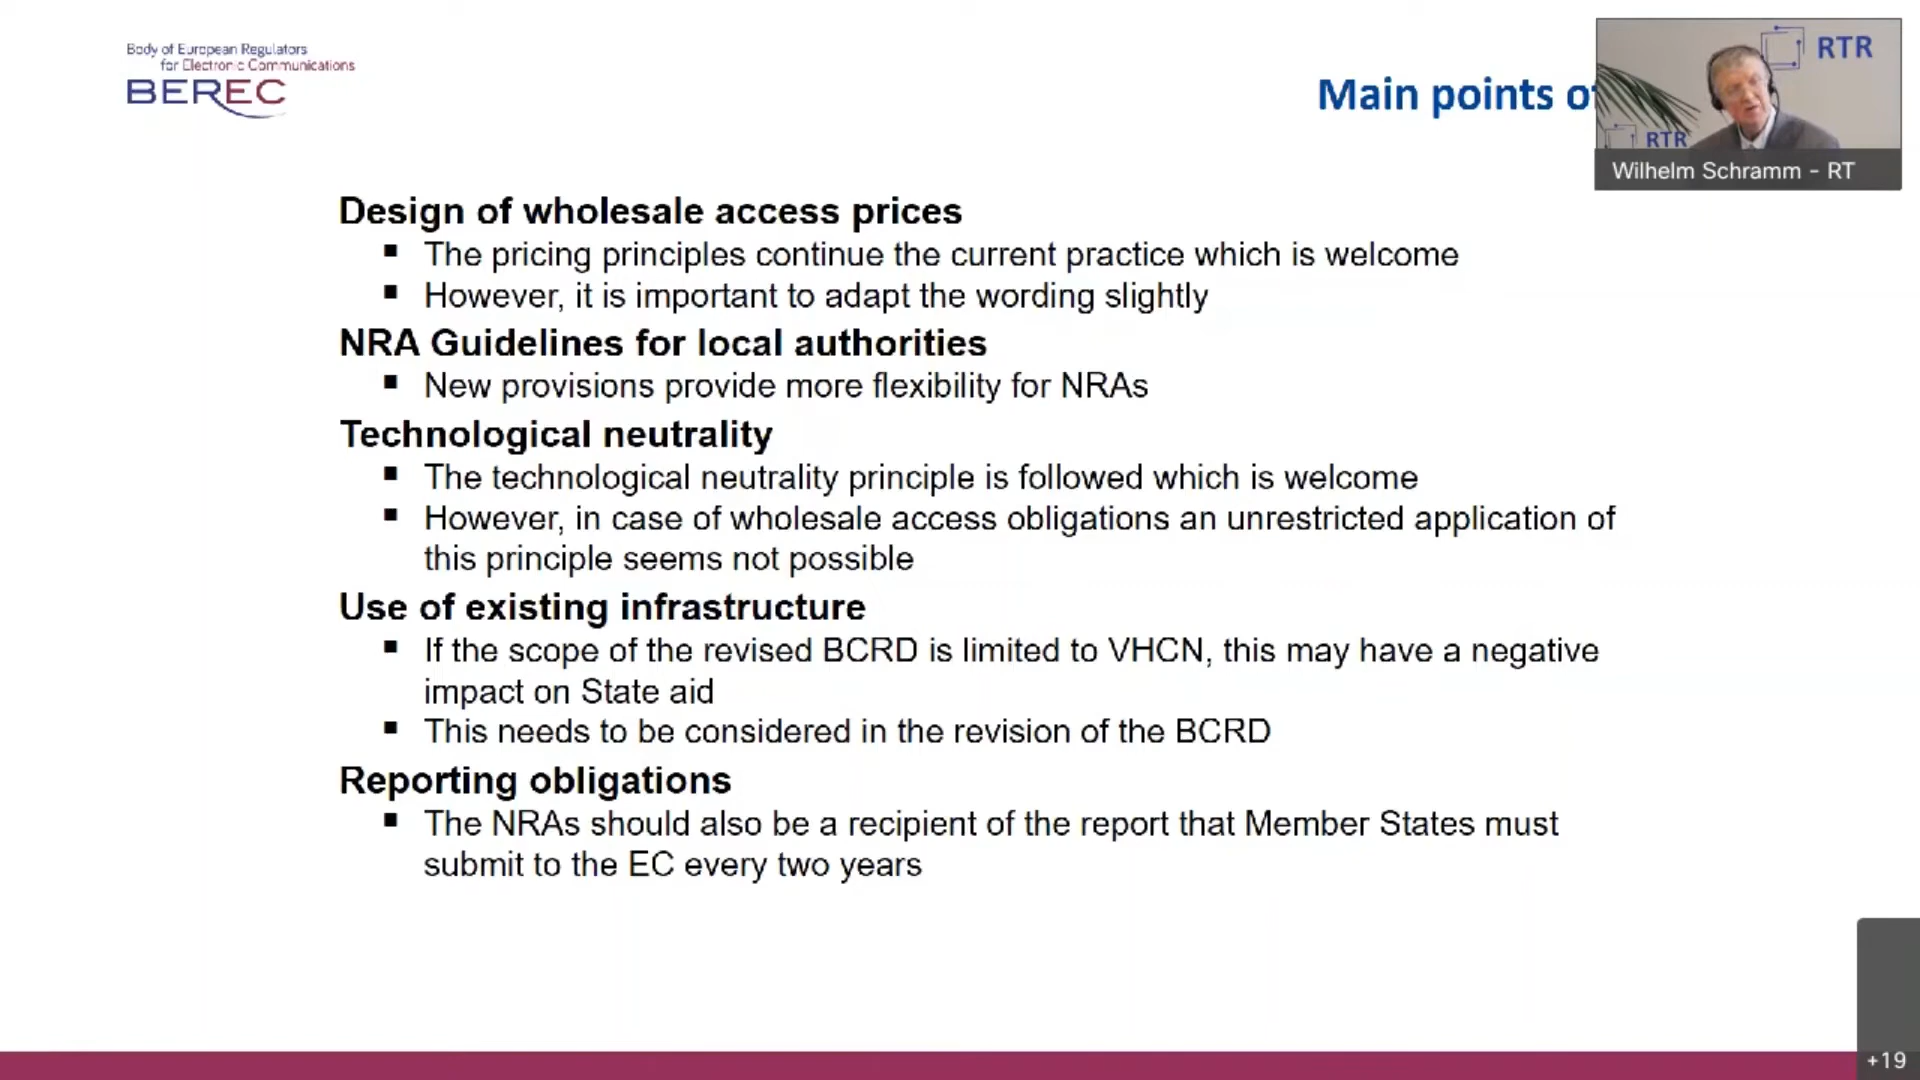 Body of European Regulators
for Electronic Communications
BEREC
Main points of
RTR
RTR
Wilhelm Schramm - RT
Design of wholesale access prices
▪ The pricing principles continue the current practice which is welcome
▪ However, it is important to adapt the wording slightly
NRA Guidelines for local authorities
▪ New provisions provide more flexibility for NRAs
Technological neutrality
▪ The technological neutrality principle is followed which is welcome
▪ However, in case of wholesale access obligations an unrestricted application of
this principle seems not possible
Use of existing infrastructure
▪ If the scope of the revised BCRD is limited to VHCN, this may have a negative
impact on State aid
▪ This needs to be considered in the revision of the BCRD
Reporting obligations
▪ The NRAs should also be a recipient of the report that Member States must
submit to the EC every two years
+19